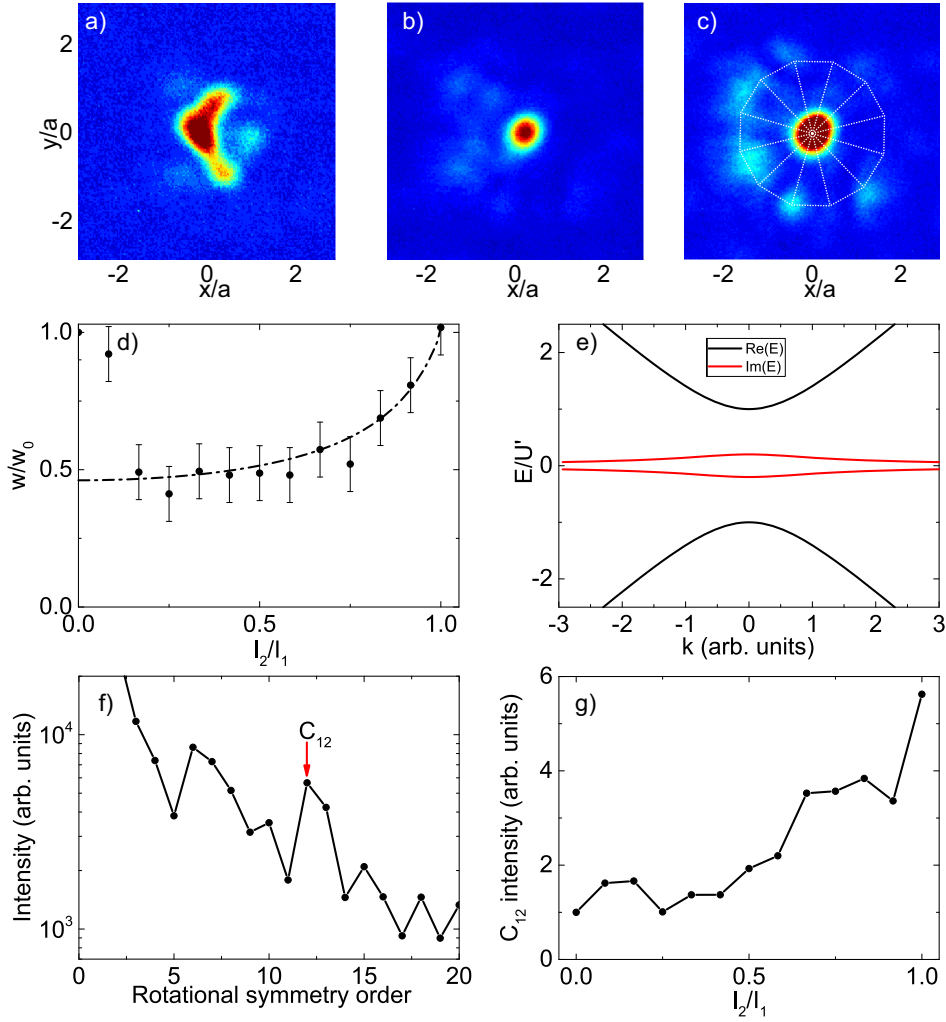 a)
b)
c)
2
0
-2
y/a
-2 0 2
-2 0 2
-2 0 2
x/a
x/a
x/a
d)
1.0
0.5
0.0
w/w0
0.0 0.5 1.0
I2/I1
e)
Re(E)
Im(E)
2
0
-2
E/U'
-3 -2 -1 0 1 2 3
k (arb. units)
f)
C12
10^4
10^3
Intensity (arb. units)
0 5 10 15 20
Rotational symmetry order
g)
6
4
2
0
C12 intensity (arb. units)
0.0 0.5 1.0
I2/I1